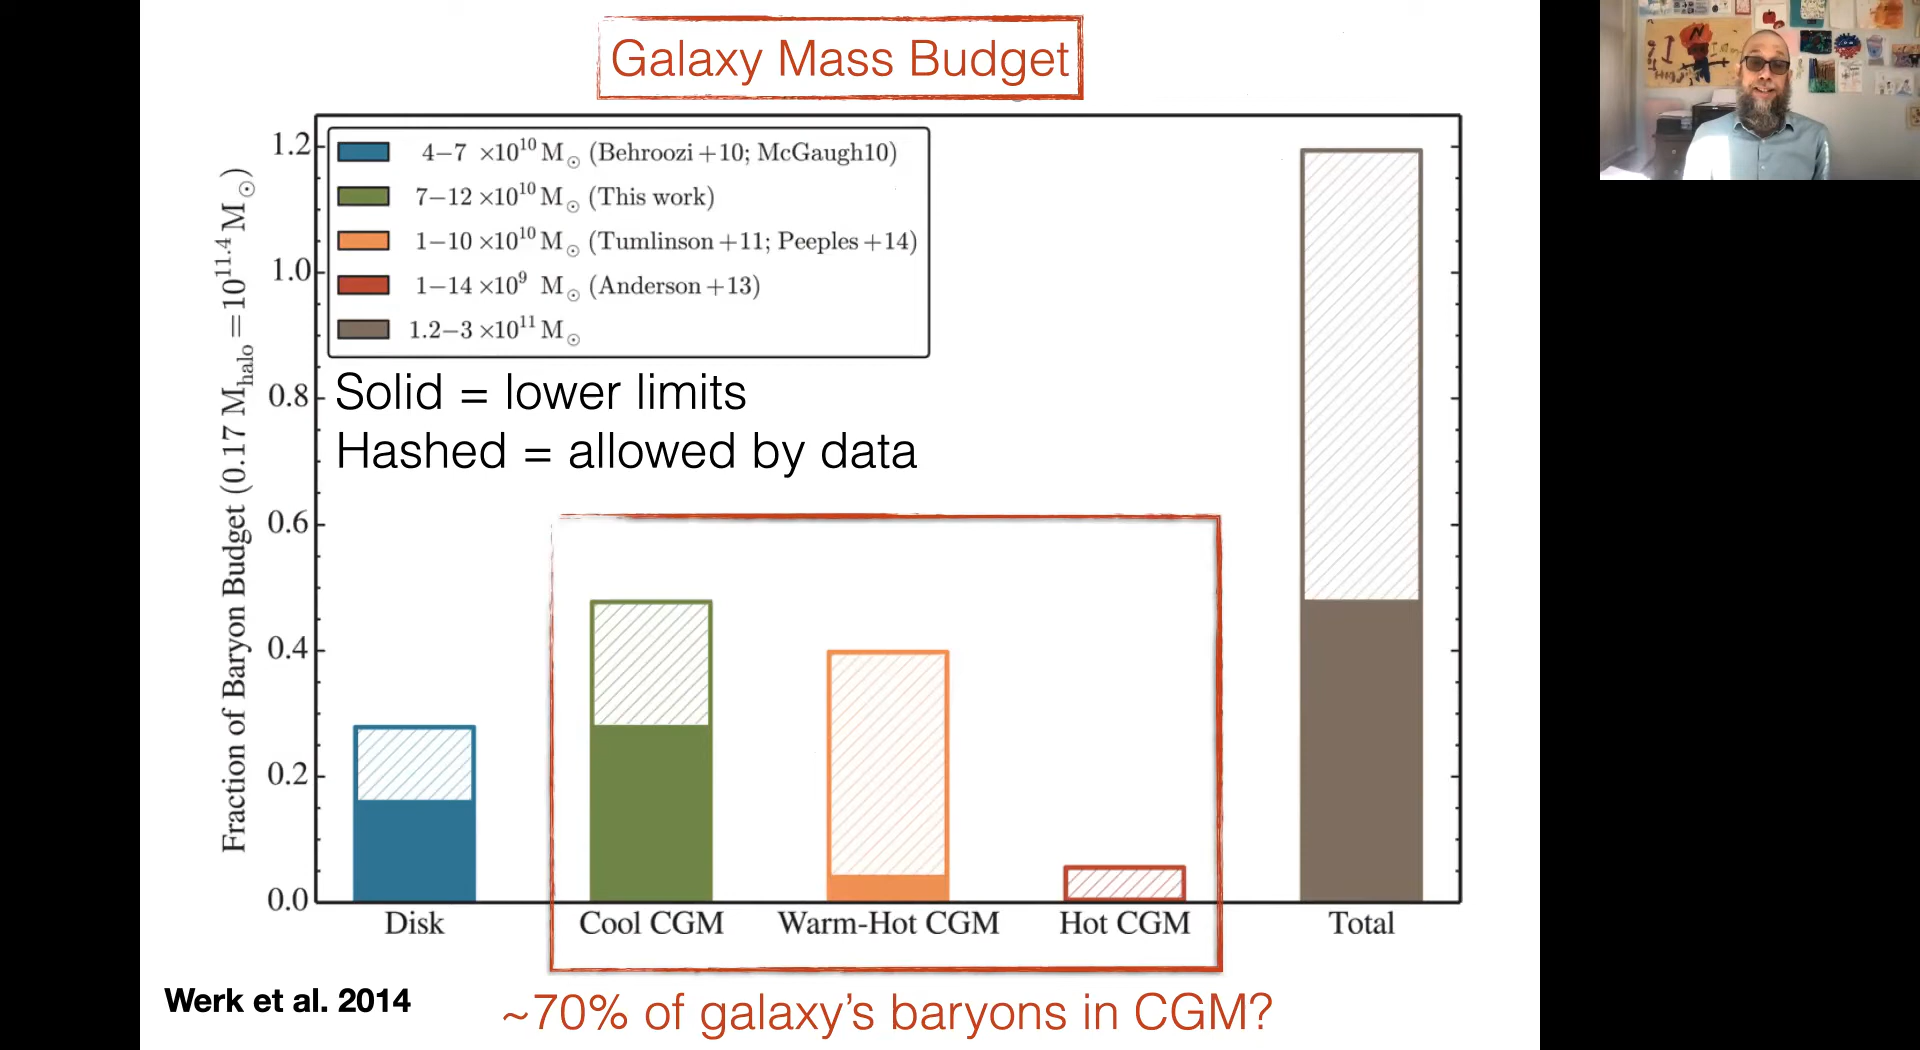 Galaxy Mass Budget
4−7 ×10¹⁰ M☉ (Behroozi+10; McGaugh10)
7−12 ×10¹⁰ M☉ (This work)
1−10 ×10¹⁰ M☉ (Tumlinson+11; Peeples+14)
1−14 ×10⁹ M☉ (Anderson+13)
1.2−3 ×10¹¹ M☉
Solid = lower limits
Hashed = allowed by data
Fraction of Baryon Budget (0.17 Mhalo = 10¹¹·⁴ M☉)
1.2
1.0
0.8
0.6
0.4
0.2
0.0
Disk
Cool CGM
Warm-Hot CGM
Hot CGM
Total
Werk et al. 2014
~70% of galaxy’s baryons in CGM?